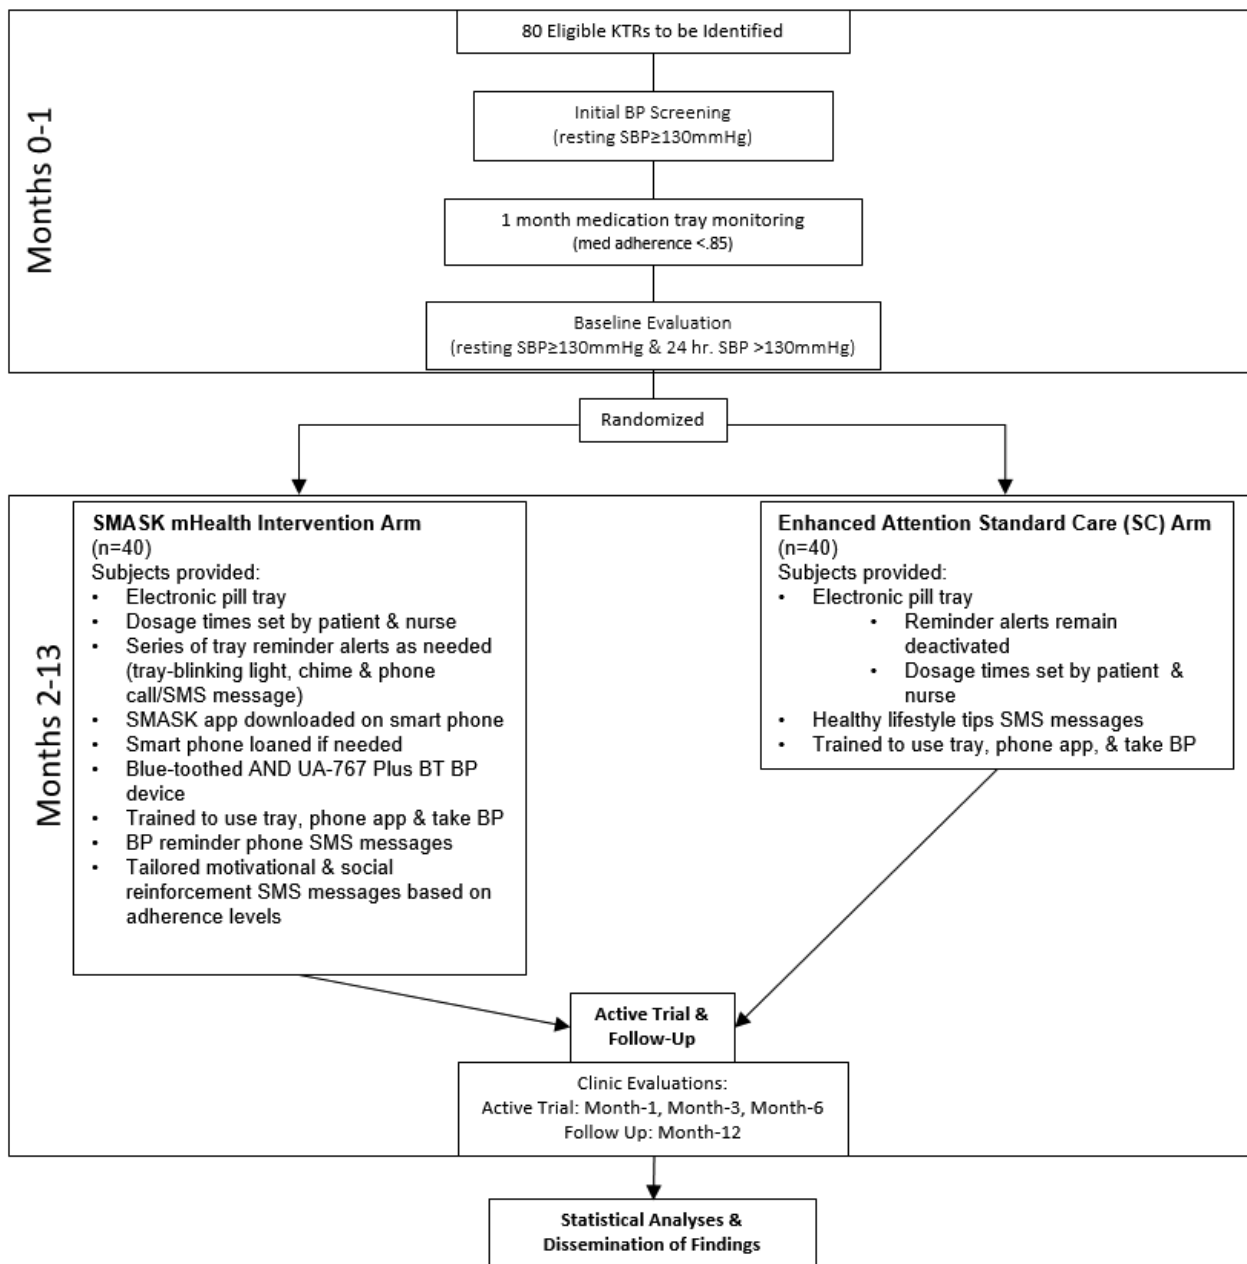 80 Eligible KTRs to be Identified
Months 0-1
Initial BP Screening
(resting SBP≥130mmHg)
1 month medication tray monitoring
(med adherence <.85)
Baseline Evaluation
(resting SBP≥130mmHg & 24 hr. SBP >130mmHg)
Randomized
Months 2-13
SMASK mHealth Intervention Arm
(n=40)
Subjects provided:
• Electronic pill tray
• Dosage times set by patient & nurse
• Series of tray reminder alerts as needed
(tray-blinking light, chime & phone
call/SMS message)
• SMASK app downloaded on smart phone
• Smart phone loaned if needed
• Blue-toothed AND UA-767 Plus BT BP
device
• Trained to use tray, phone app & take BP
• BP reminder phone SMS messages
• Tailored motivational & social
reinforcement SMS messages based on
adherence levels
Enhanced Attention Standard Care (SC) Arm
(n=40)
Subjects provided:
• Electronic pill tray
• Reminder alerts remain
deactivated
• Dosage times set by patient &
nurse
• Healthy lifestyle tips SMS messages
• Trained to use tray, phone app, & take BP
Active Trial &
Follow-Up
Clinic Evaluations:
Active Trial: Month-1, Month-3, Month-6
Follow Up: Month-12
Statistical Analyses &
Dissemination of Findings